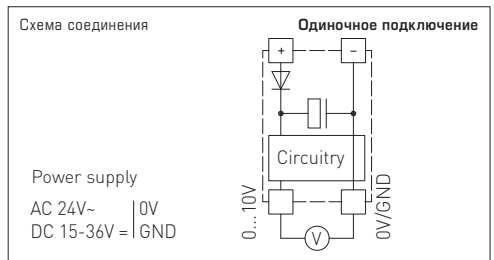 Схема соединения
Одиночное подключение
+ −
Circuitry
Power supply
AC 24V~ | 0V
DC 15-36V = | GND
0...10V
V
0V/GND